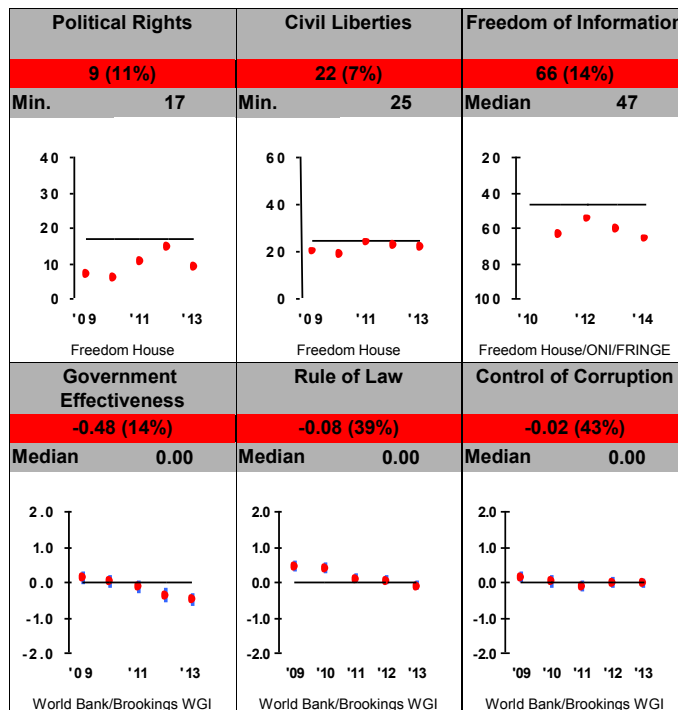 Political Rights
9 (11%)
Min. 17
40
30
20
10
0
'09 '11 '13
Freedom House
Civil Liberties
22 (7%)
Min. 25
60
40
20
0
'09 '11 '13
Freedom House
Freedom of Information
66 (14%)
Median 47
20
40
60
80
100
'10 '12 '14
Freedom House/ONI/FRINGE
Government
Effectiveness
-0.48 (14%)
Median 0.00
2.0
1.0
0.0
-1.0
-2.0
'09 '11 '13
World Bank/Brookings WGI
Rule of Law
-0.08 (39%)
Median 0.00
2.0
1.0
0.0
-1.0
-2.0
'09 '10 '11 '12 '13
World Bank/Brookings WGI
Control of Corruption
-0.02 (43%)
Median 0.00
2.0
1.0
0.0
-1.0
-2.0
'09 '10 '11 '12 '13
World Bank/Brookings WGI